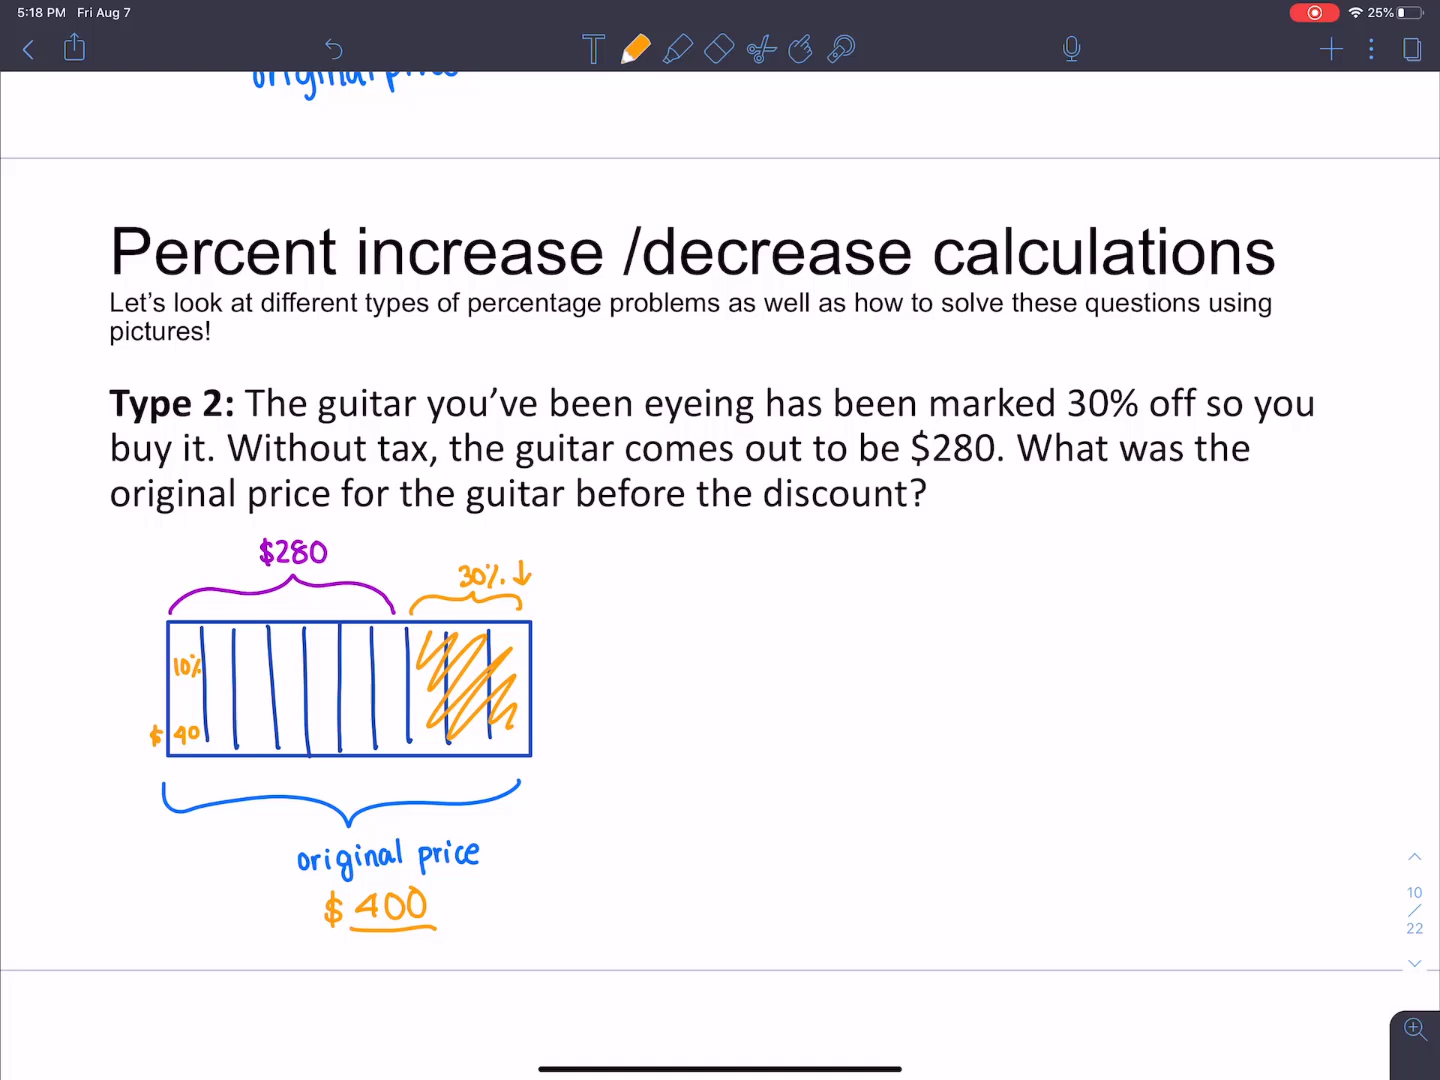 5:18 PM Fri Aug 7
25%
original price
Percent increase /decrease calculations
Let's look at different types of percentage problems as well as how to solve these questions using
pictures!
Type 2: The guitar you've been eyeing has been marked 30% off so you
buy it. Without tax, the guitar comes out to be $280. What was the
original price for the guitar before the discount?
$280
30% ↓
10%
$ 40
original price
$ 400
10
/
22